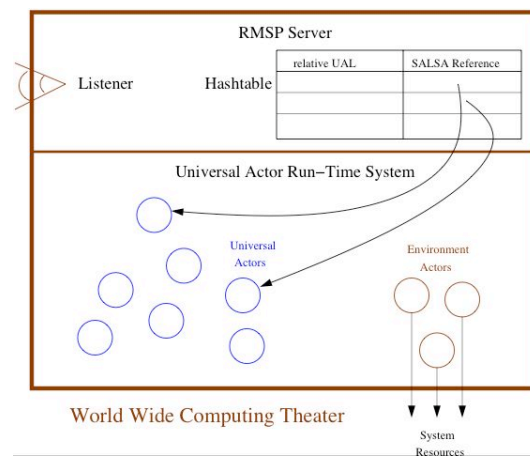 RMSP Server
relative UAL SALSA Reference
Listener Hashtable
Universal Actor Run-Time System
Universal
Actors
Environment
Actors
World Wide Computing Theater
System
Resources